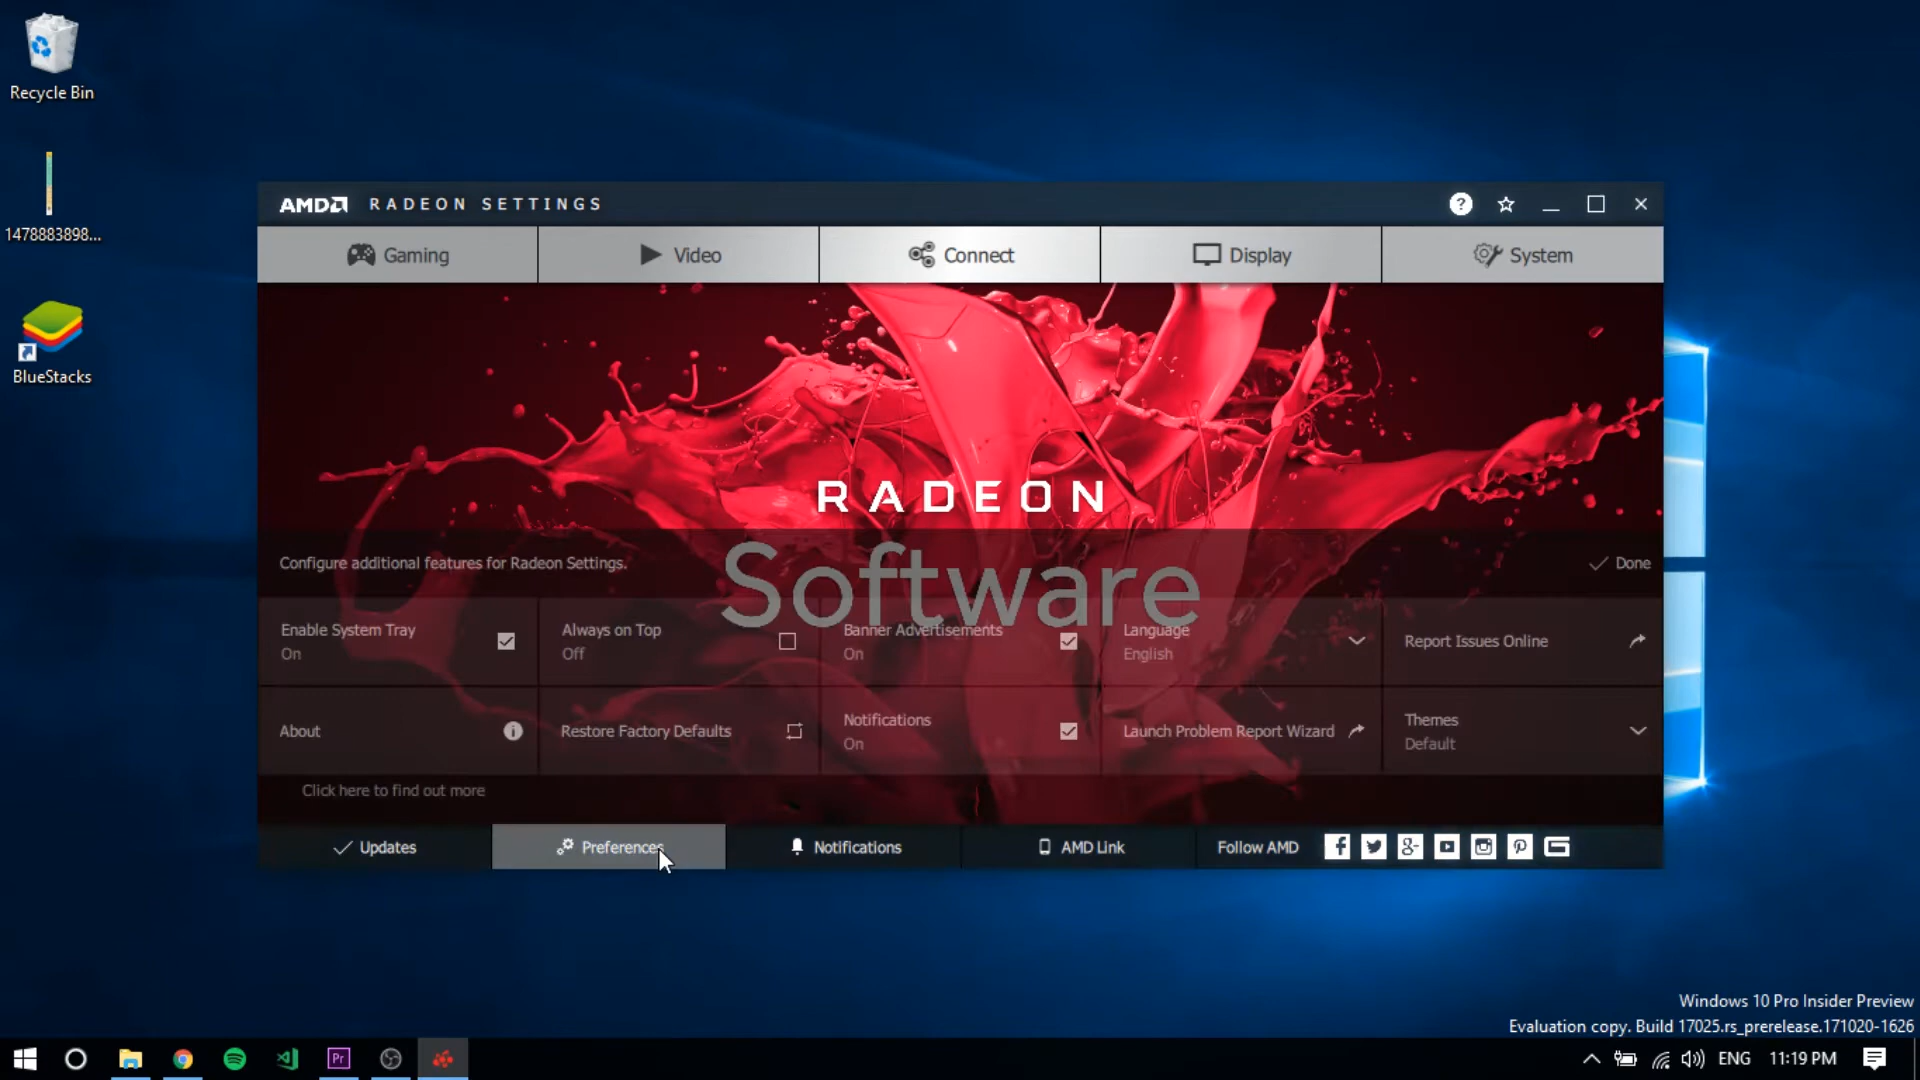 Recycle Bin
1478883898...
BlueStacks
AMD RADEON SETTINGS
?
Gaming
Video
Connect
Display
System
RADEON
Software
Configure additional features for Radeon Settings.
Done
Enable System Tray
On
Always on Top
Off
Banner Advertisements
On
Language
English
Report Issues Online
About
Restore Factory Defaults
Notifications
On
Launch Problem Report Wizard
Themes
Default
Click here to find out more
Updates
Preferences
Notifications
AMD Link
Follow AMD
Windows 10 Pro Insider Preview
Evaluation copy. Build 17025.rs_prerelease.171020-1626
Pr
ENG
11:19 PM